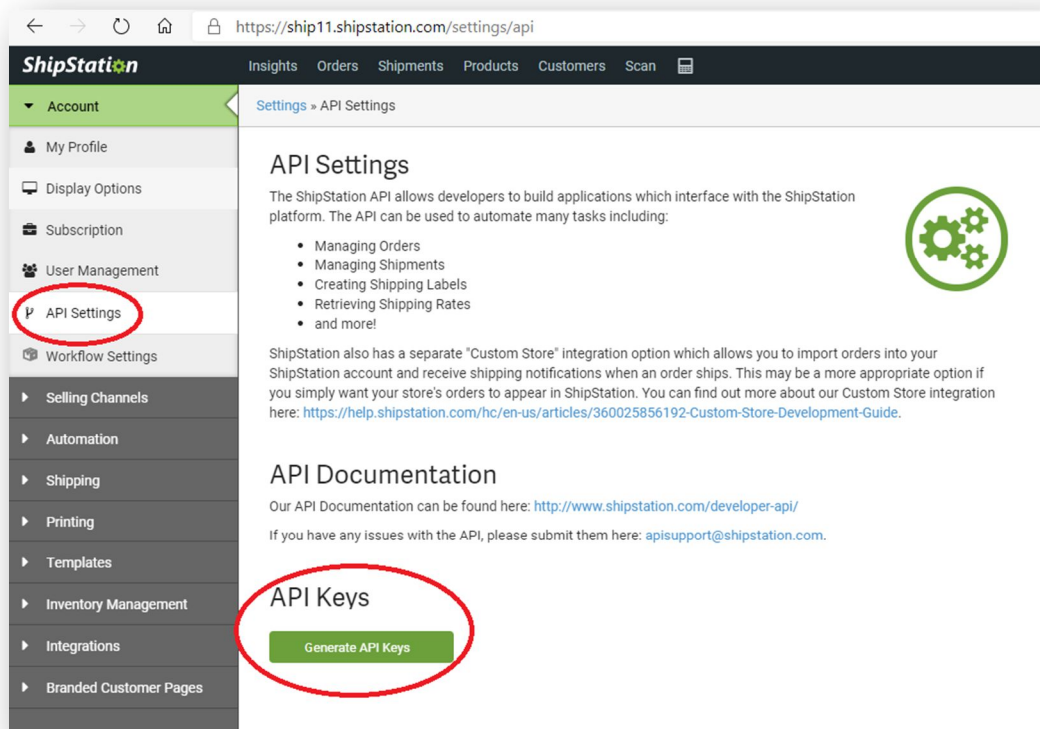 https://ship11.shipstation.com/settings/api
ShipStation
Insights Orders Shipments Products Customers Scan
Account
Settings » API Settings
My Profile
Display Options
Subscription
User Management
API Settings
Workflow Settings
Selling Channels
Automation
Shipping
Printing
Templates
Inventory Management
Integrations
Branded Customer Pages
API Settings
The ShipStation API allows developers to build applications which interface with the ShipStation
platform. The API can be used to automate many tasks including:
• Managing Orders
• Managing Shipments
• Creating Shipping Labels
• Retrieving Shipping Rates
• and more!
ShipStation also has a separate "Custom Store" integration option which allows you to import orders into your
ShipStation account and receive shipping notifications when an order ships. This may be a more appropriate option if
you simply want your store's orders to appear in ShipStation. You can find out more about our Custom Store integration
here: https://help.shipstation.com/hc/en-us/articles/360025856192-Custom-Store-Development-Guide.
API Documentation
Our API Documentation can be found here: http://www.shipstation.com/developer-api/
If you have any issues with the API, please submit them here: apisupport@shipstation.com.
API Keys
Generate API Keys